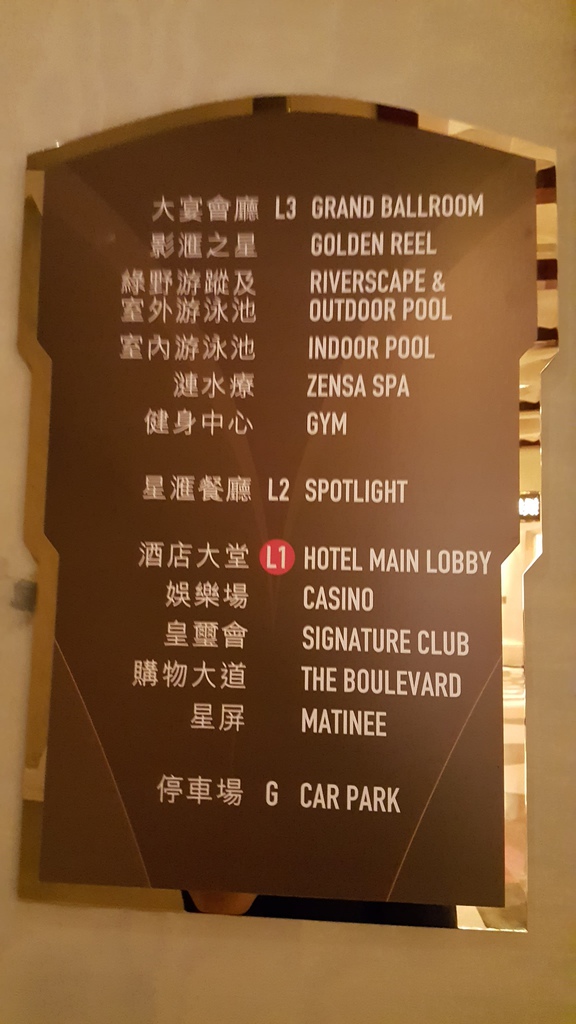 大宴會廳 L3 GRAND BALLROOM
影滙之星 GOLDEN REEL
綠野游蹤及 RIVERSCAPE &
室外游泳池 OUTDOOR POOL
室內游泳池 INDOOR POOL
漣水療 ZENSA SPA
健身中心 GYM
星滙餐廳 L2 SPOTLIGHT
酒店大堂 L1 HOTEL MAIN LOBBY
娛樂場 CASINO
皇璽會 SIGNATURE CLUB
購物大道 THE BOULEVARD
星屏 MATINEE
停車場 G CAR PARK